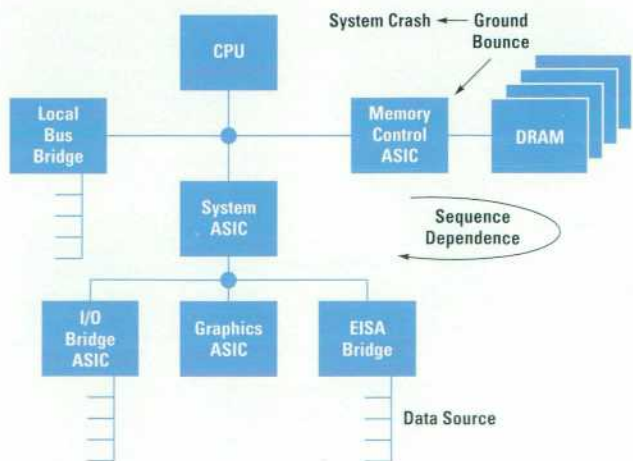 System Crash
Ground
Bounce
CPU
Local
Bus
Bridge
Memory
Control
ASIC
DRAM
System
ASIC
Sequence
Dependence
I/O
Bridge
ASIC
Graphics
ASIC
EISA
Bridge
Data Source